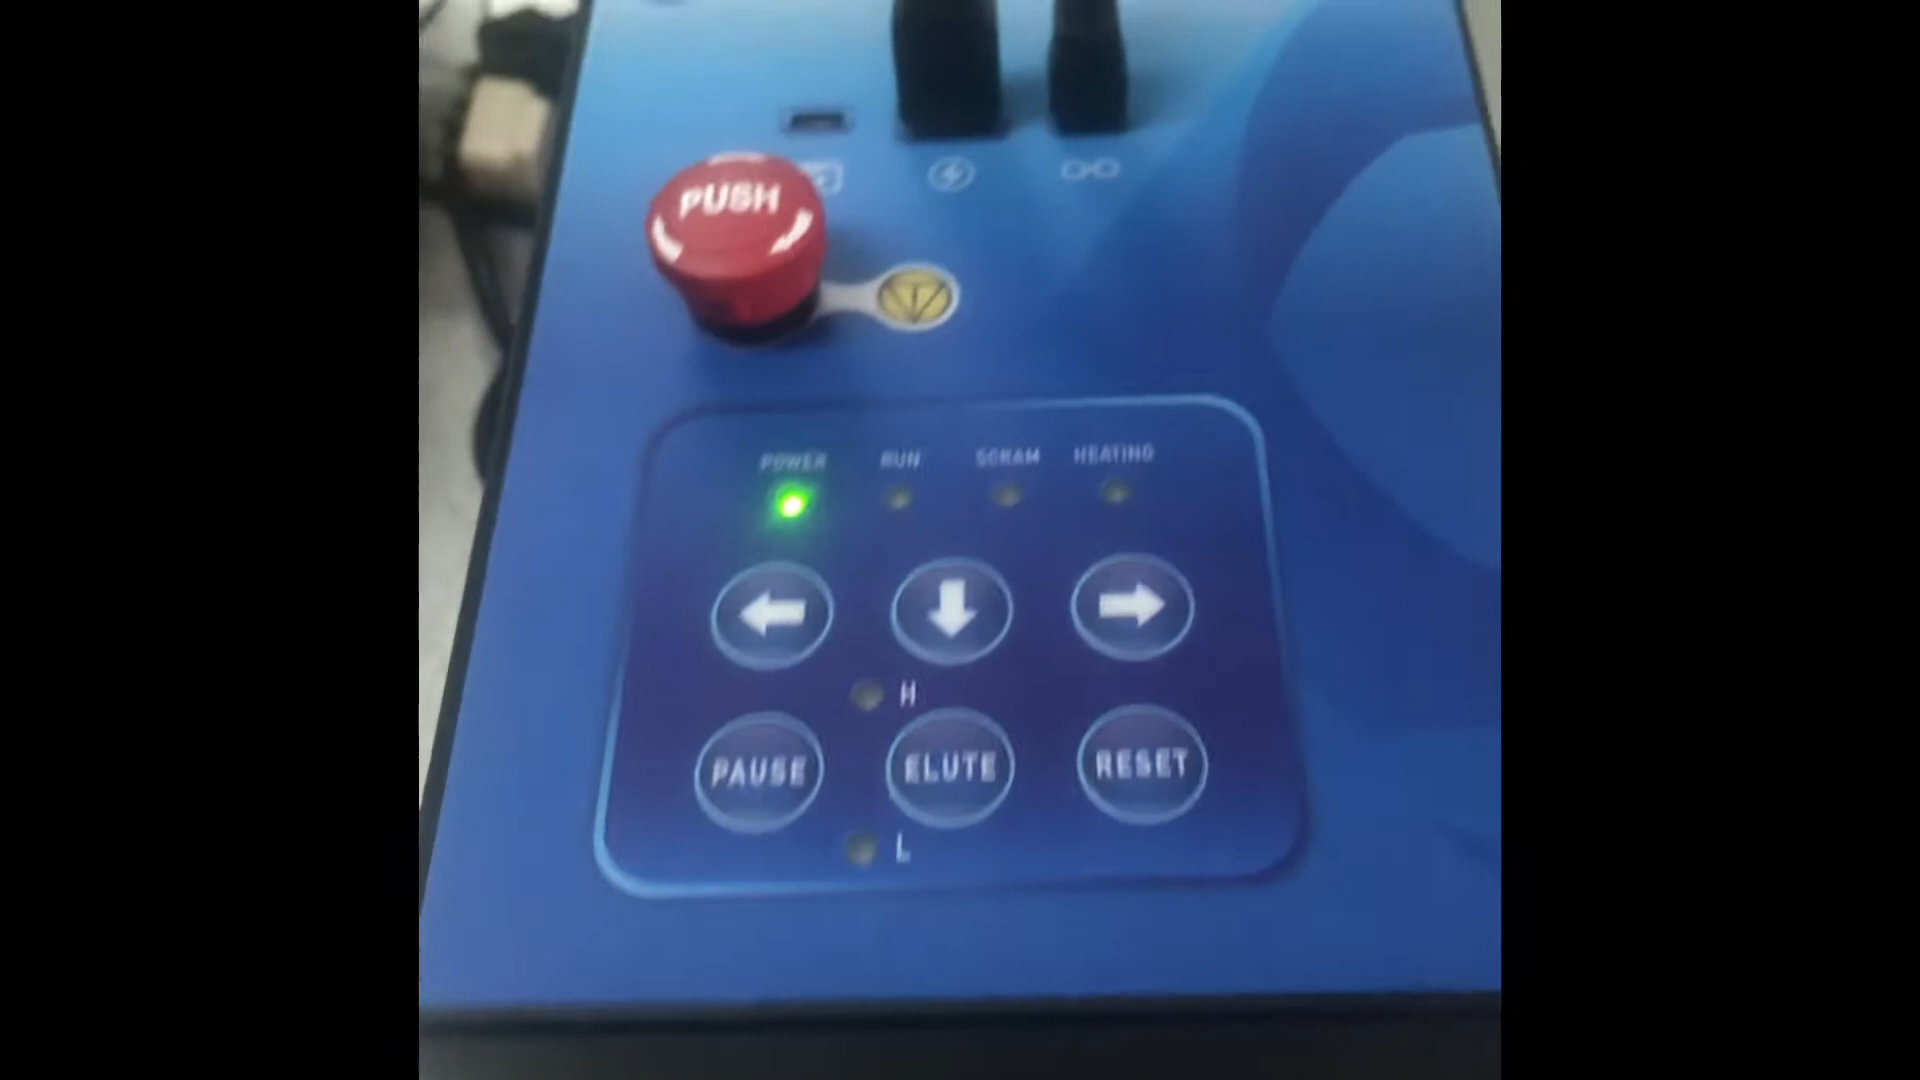 PUSH
POWER RUN SCRAM HEATING
H
PAUSE ELUTE RESET
L